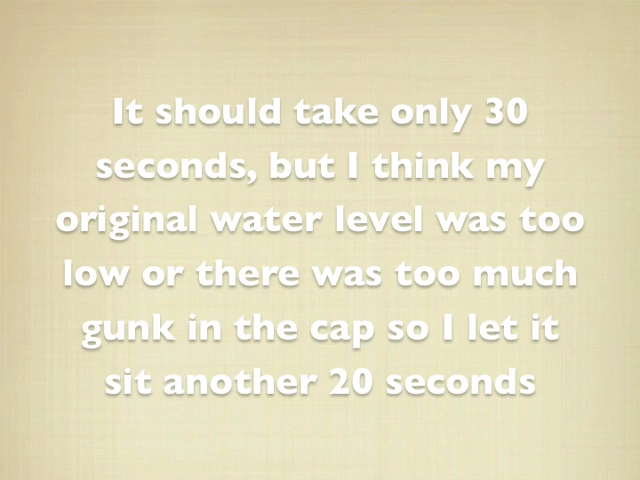 It should take only 30
seconds, but I think my
original water level was too
low or there was too much
gunk in the cap so I let it
sit another 20 seconds